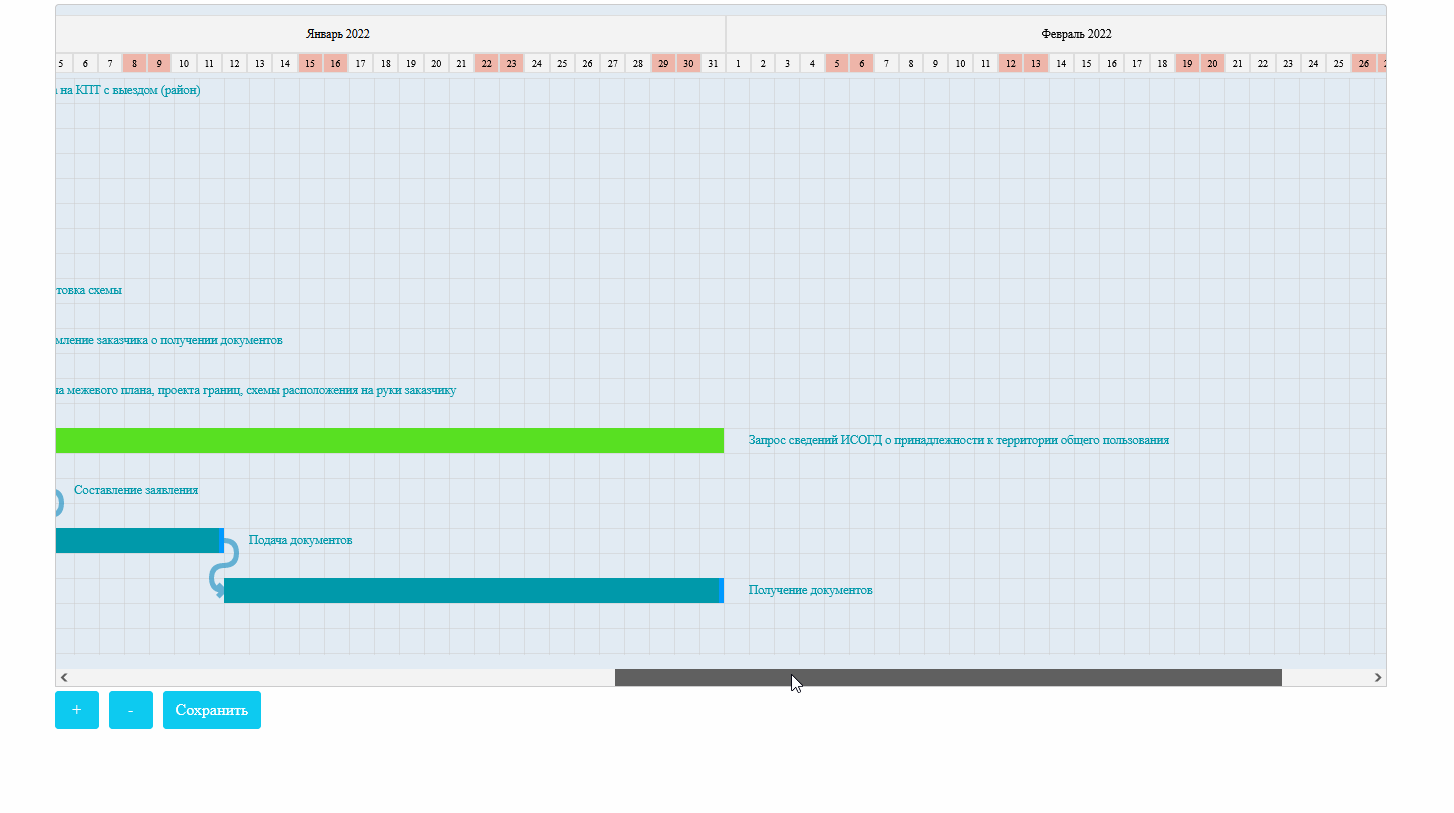 Январь 2022 Февраль 2022
5 6 7 8 9 10 11 12 13 14 15 16 17 18 19 20 21 22 23 24 25 26 27 28 29 30 31 1 2 3 4 5 6 7 8 9 10 11 12 13 14 15 16 17 18 19 20 21 22 23 24 25 26
на КПТ с выездом (район)
товка схемы
мление заказчика о получении документов
ча межевого плана, проекта границ, схемы расположения на руки заказчику
Запрос сведений ИСОГД о принадлежности к территории общего пользования
Составление заявления
Подача документов
Получение документов
+ - Сохранить